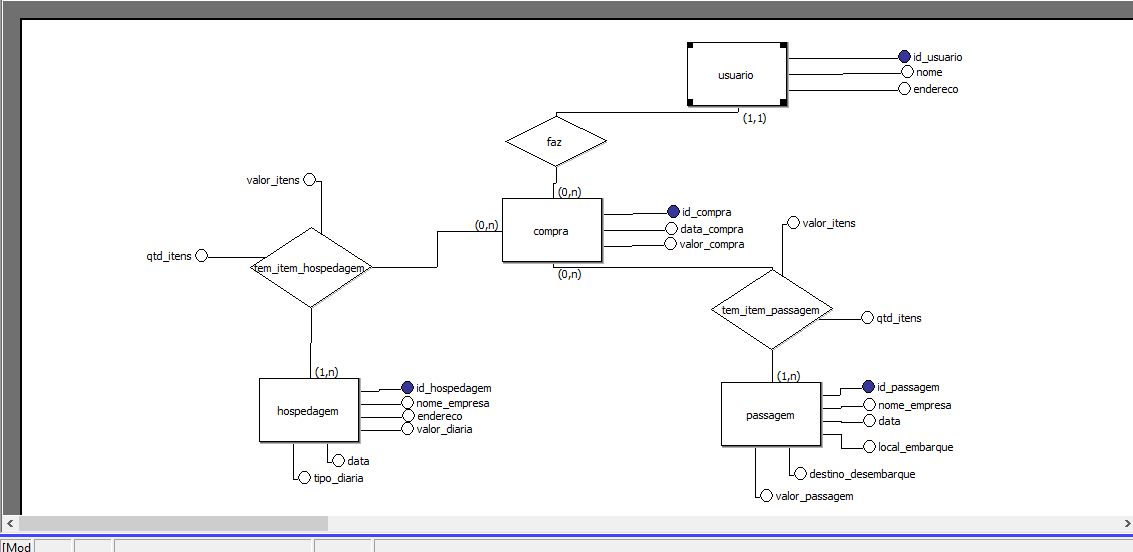 usuario
id_usuario
nome
endereco
(1,1)
faz
(0,n)
valor_itens
qtd_itens
tem_item_hospedagem
(0,n)
compra
id_compra
data_compra
valor_compra
(0,n)
valor_itens
tem_item_passagem
qtd_itens
(1,n)
hospedagem
id_hospedagem
nome_empresa
endereco
valor_diaria
data
tipo_diaria
(1,n)
passagem
id_passagem
nome_empresa
data
local_embarque
destino_desembarque
valor_passagem
[Mod